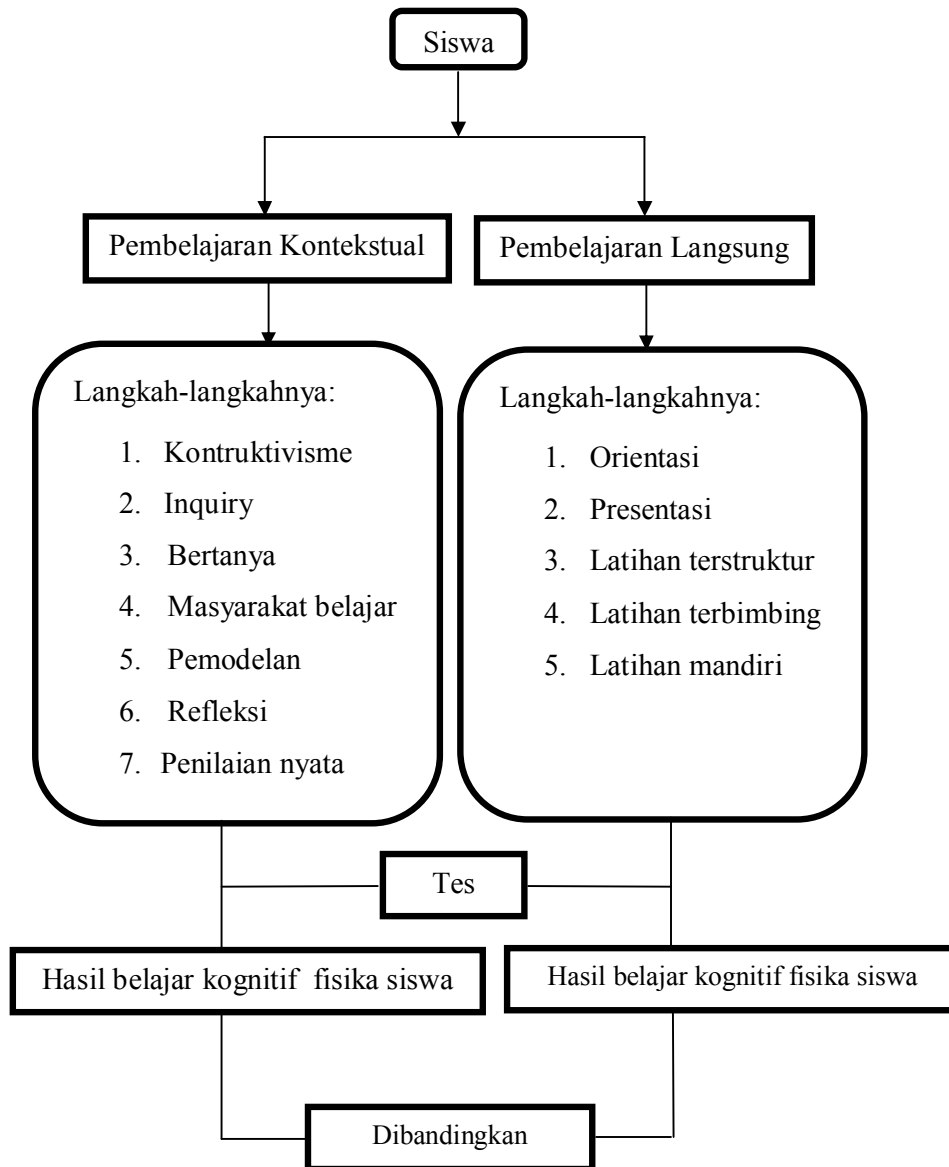 Siswa
Pembelajaran Kontekstual
Pembelajaran Langsung
Langkah-langkahnya:
1. Kontruktivisme
2. Inquiry
3. Bertanya
4. Masyarakat belajar
5. Pemodelan
6. Refleksi
7. Penilaian nyata
Langkah-langkahnya:
1. Orientasi
2. Presentasi
3. Latihan terstruktur
4. Latihan terbimbing
5. Latihan mandiri
Tes
Hasil belajar kognitif fisika siswa
Hasil belajar kognitif fisika siswa
Dibandingkan